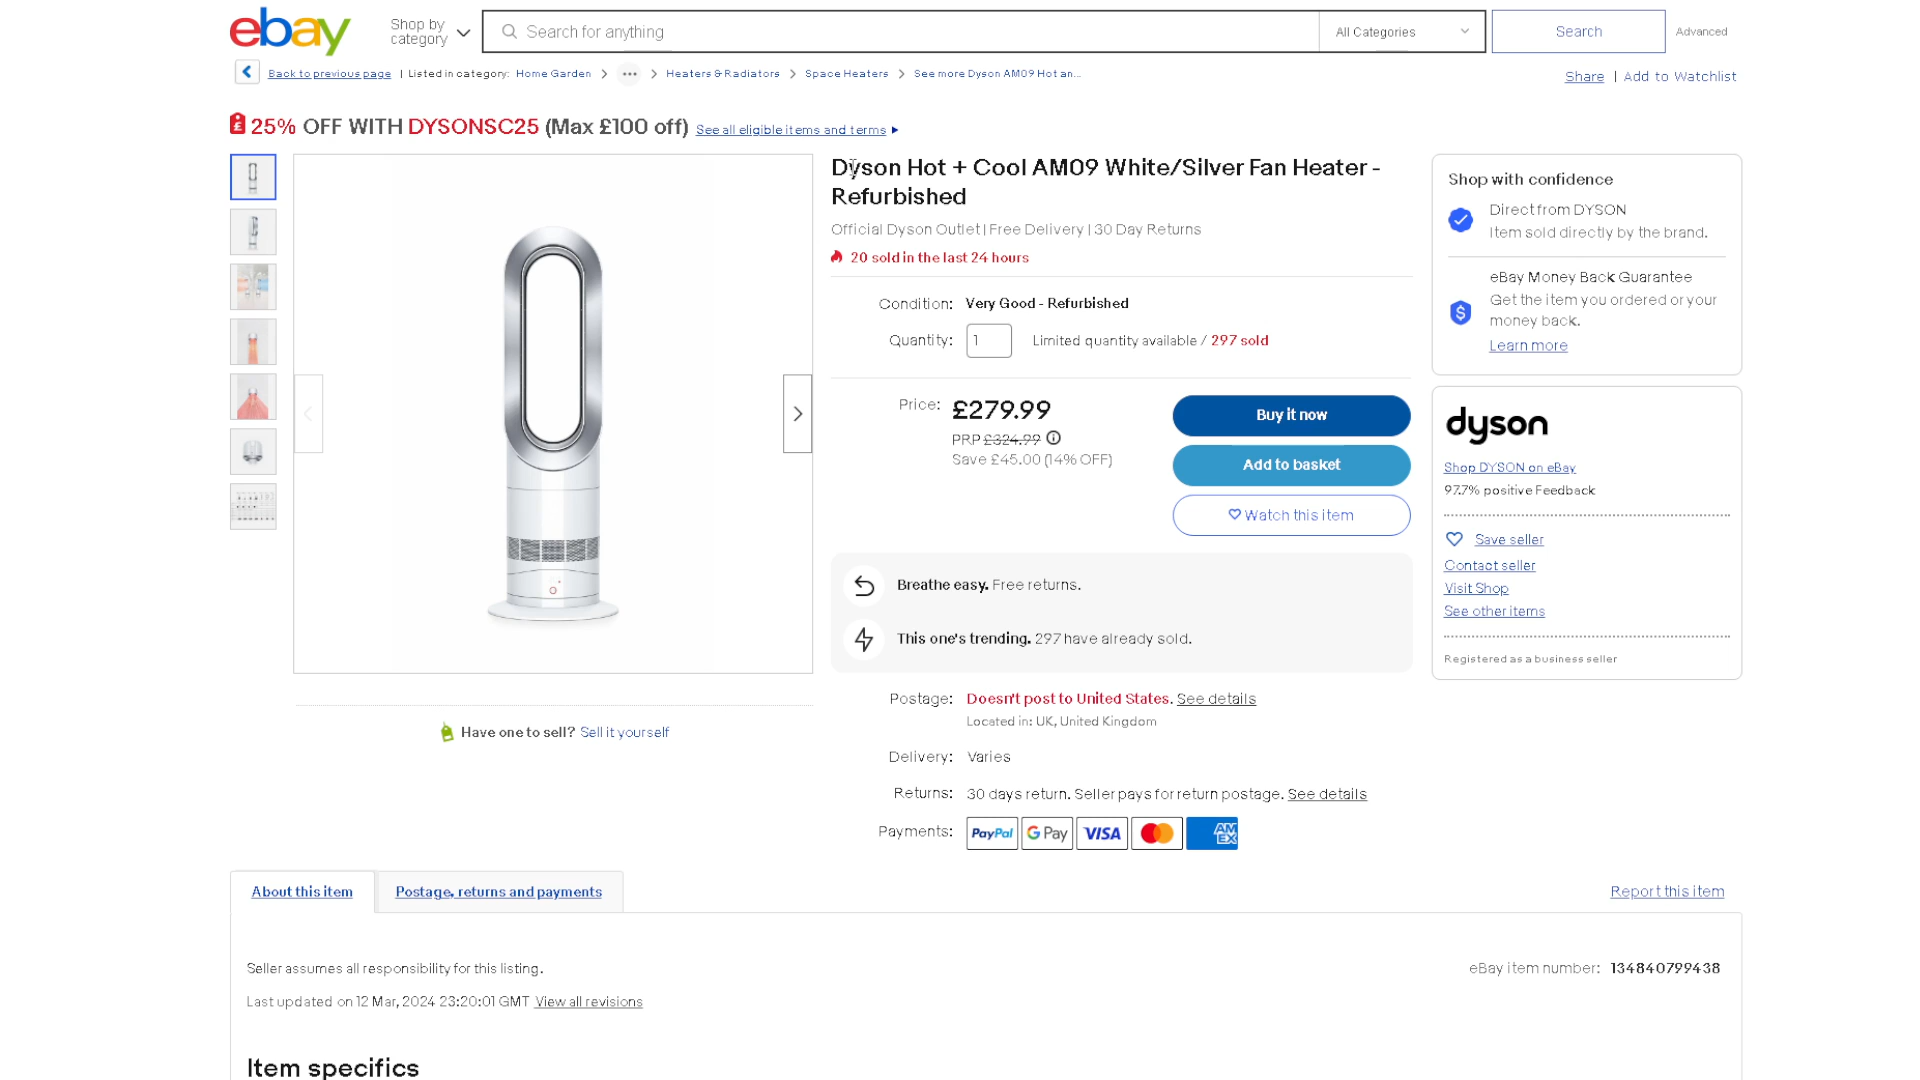 ebay
Shop by category
Search for anything
All Categories
Search
Advanced
Back to previous page | Listed in category: Home Garden > ... > Heaters & Radiators > Space Heaters > See more Dyson AM09 Hot an...
Share | Add to Watchlist
25% OFF WITH DYSONSC25 (Max £100 off) See all eligible items and terms
Dyson Hot + Cool AM09 White/Silver Fan Heater -
Refurbished
Official Dyson Outlet | Free Delivery | 30 Day Returns
20 sold in the last 24 hours
Condition: Very Good - Refurbished
Quantity: 1 Limited quantity available / 297 sold
Price: £279.99
PRP £324.99
Save £45.00 (14% OFF)
Buy it now
Add to basket
Watch this item
Breathe easy. Free returns.
This one's trending. 297 have already sold.
Postage: Doesn't post to United States. See details
Located in: UK, United Kingdom
Delivery: Varies
Returns: 30 days return. Seller pays for return postage. See details
Payments: PayPal G Pay VISA AM EX
Shop with confidence
Direct from DYSON
Item sold directly by the brand.
eBay Money Back Guarantee
Get the item you ordered or your
money back.
Learn more
dyson
Shop DYSON on eBay
97.7% positive Feedback
Save seller
Contact seller
Visit Shop
See other items
Registered as a business seller
Have one to sell? Sell it yourself
About this item
Postage, returns and payments
Report this item
Seller assumes all responsibility for this listing.
eBay item number: 134840799438
Last updated on 12 Mar, 2024 23:20:01 GMT View all revisions
Item specifics